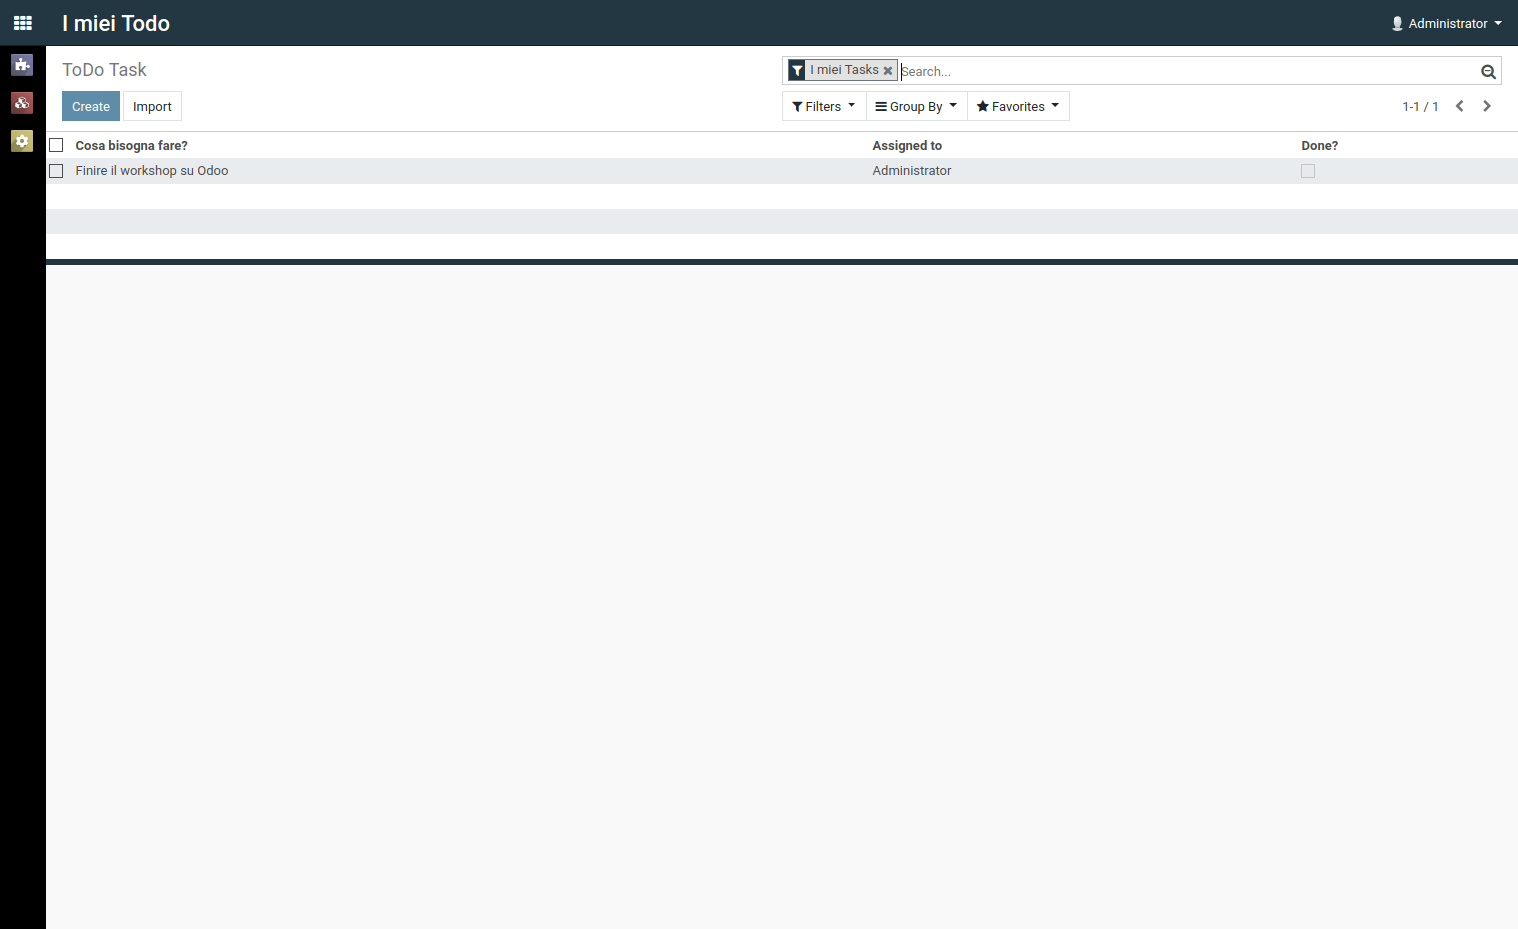 I miei Todo
Administrator
ToDo Task
I miei Tasks
Search...
Create
Import
Filters
Group By
Favorites
1-1 / 1
Cosa bisogna fare? Assigned to Done?
Finire il workshop su Odoo Administrator